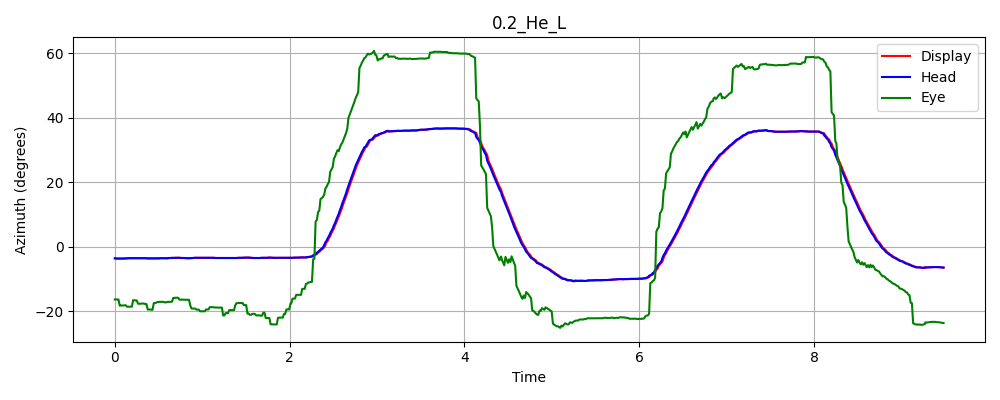 0.2_He_L
Display
Head
Eye
60
40
20
0
−20
Azimuth (degrees)
0 2 4 6 8
Time